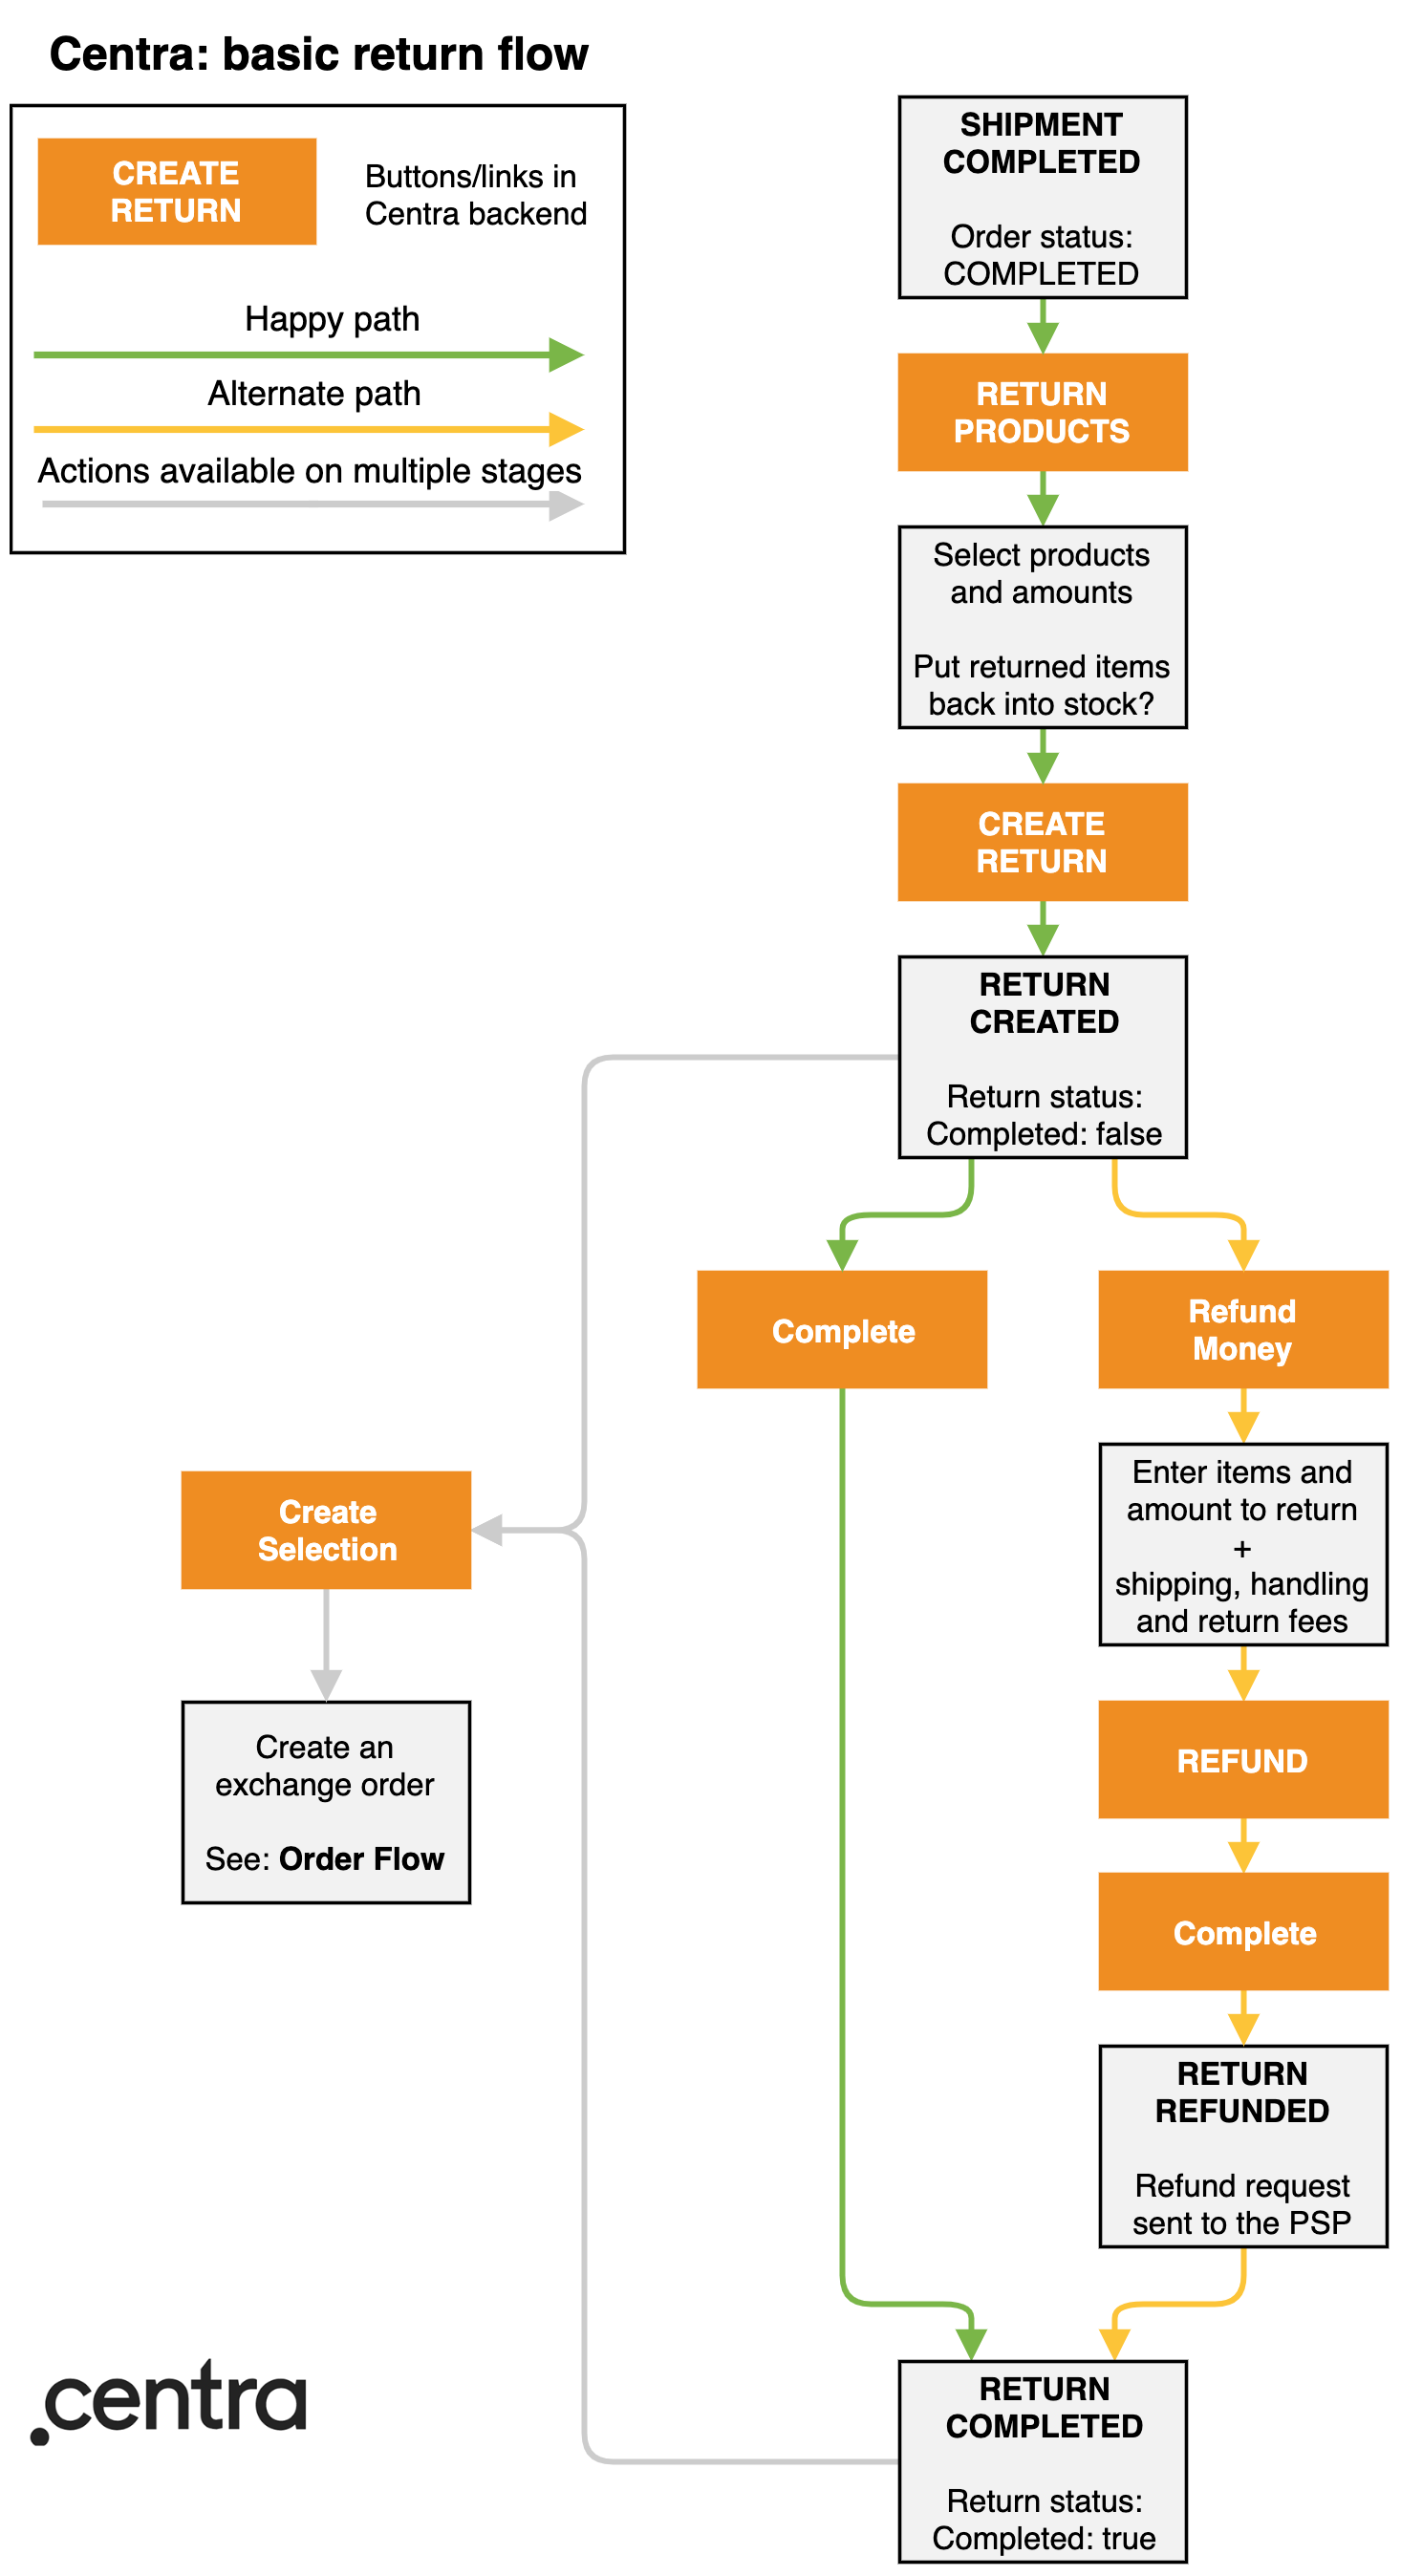 Centra: basic return flow
CREATE
RETURN
Buttons/links in
Centra backend
Happy path
Alternate path
Actions available on multiple stages
SHIPMENT
COMPLETED
Order status:
COMPLETED
RETURN
PRODUCTS
Select products
and amounts
Put returned items
back into stock?
CREATE
RETURN
RETURN
CREATED
Return status:
Completed: false
Complete
Refund
Money
Enter items and
amount to return
+
shipping, handling
and return fees
Create
Selection
Create an
exchange order
See: Order Flow
REFUND
Complete
RETURN
REFUNDED
Refund request
sent to the PSP
RETURN
COMPLETED
Return status:
Completed: true
.centra